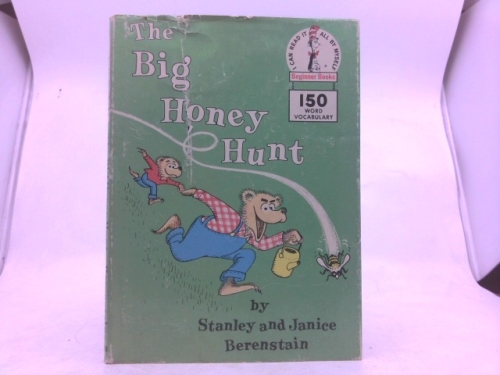 The
Big
Honey
Hunt
I CAN READ IT ALL BY MYSELF
Beginner Books
150
WORD
VOCABULARY
by
Stanley and Janice
Berenstain